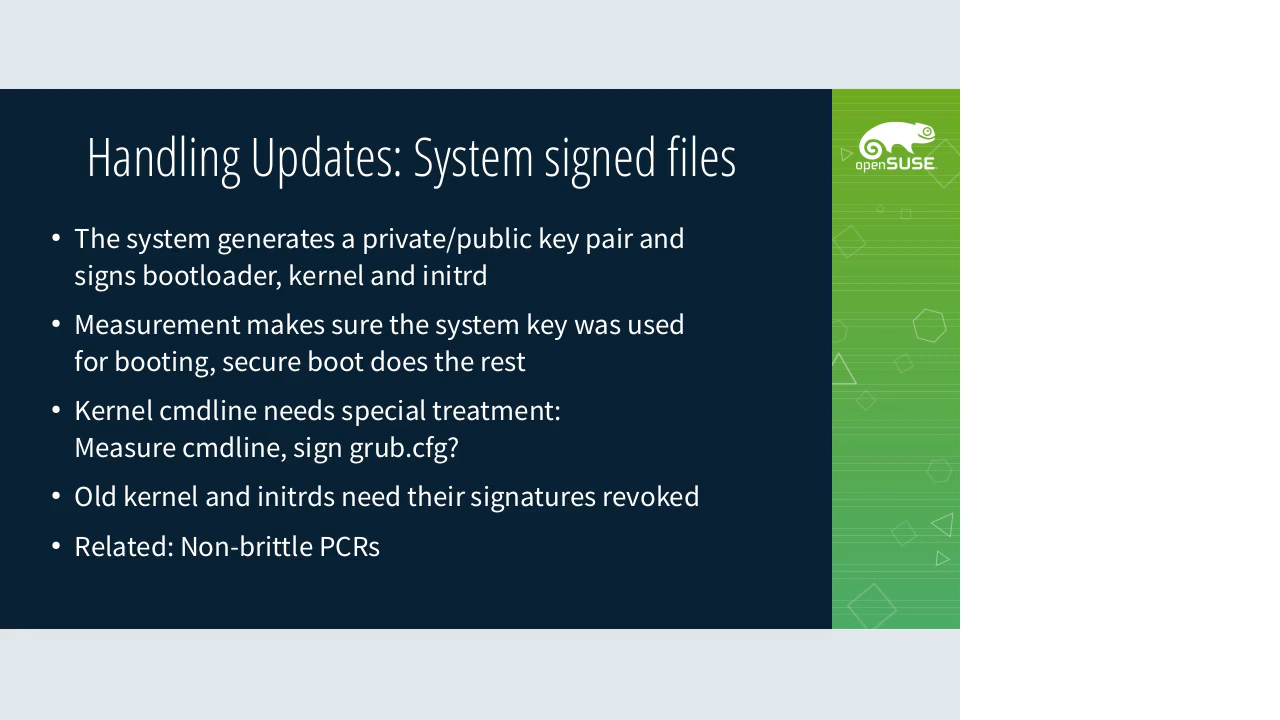 Handling Updates: System signed files
openSUSE
• The system generates a private/public key pair and
signs bootloader, kernel and initrd
• Measurement makes sure the system key was used
for booting, secure boot does the rest
• Kernel cmdline needs special treatment:
Measure cmdline, sign grub.cfg?
• Old kernel and initrds need their signatures revoked
• Related: Non-brittle PCRs